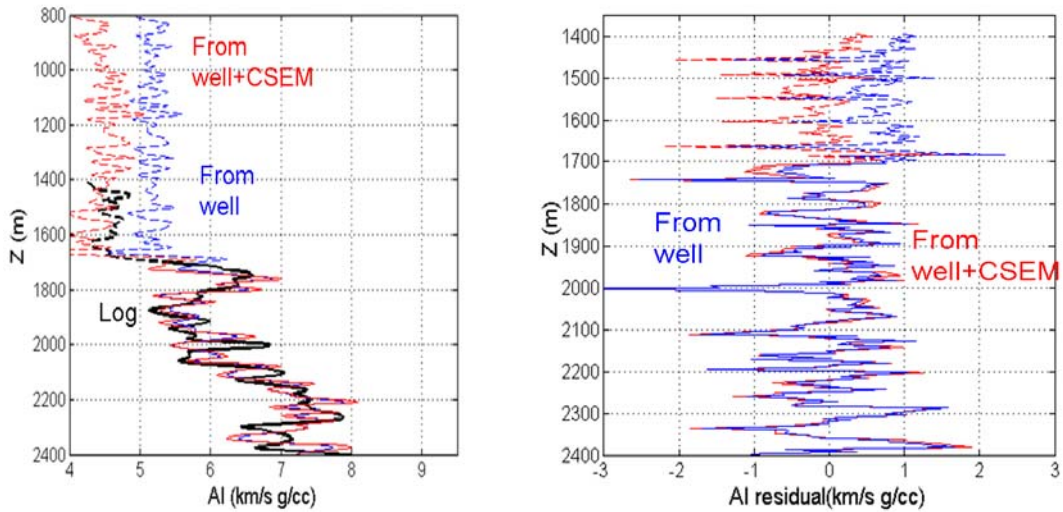 800
1000
1200
1400
1600
1800
2000
2200
2400
Z (m)
From
well+CSEM
From
well
Log
4
5
6
7
8
9
AI (km/s g/cc)
1400
1500
1600
1700
1800
1900
2000
2100
2200
2300
2400
Z (m)
From
well
From
well+CSEM
-3
-2
-1
0
1
2
3
AI residual(km/s g/cc)